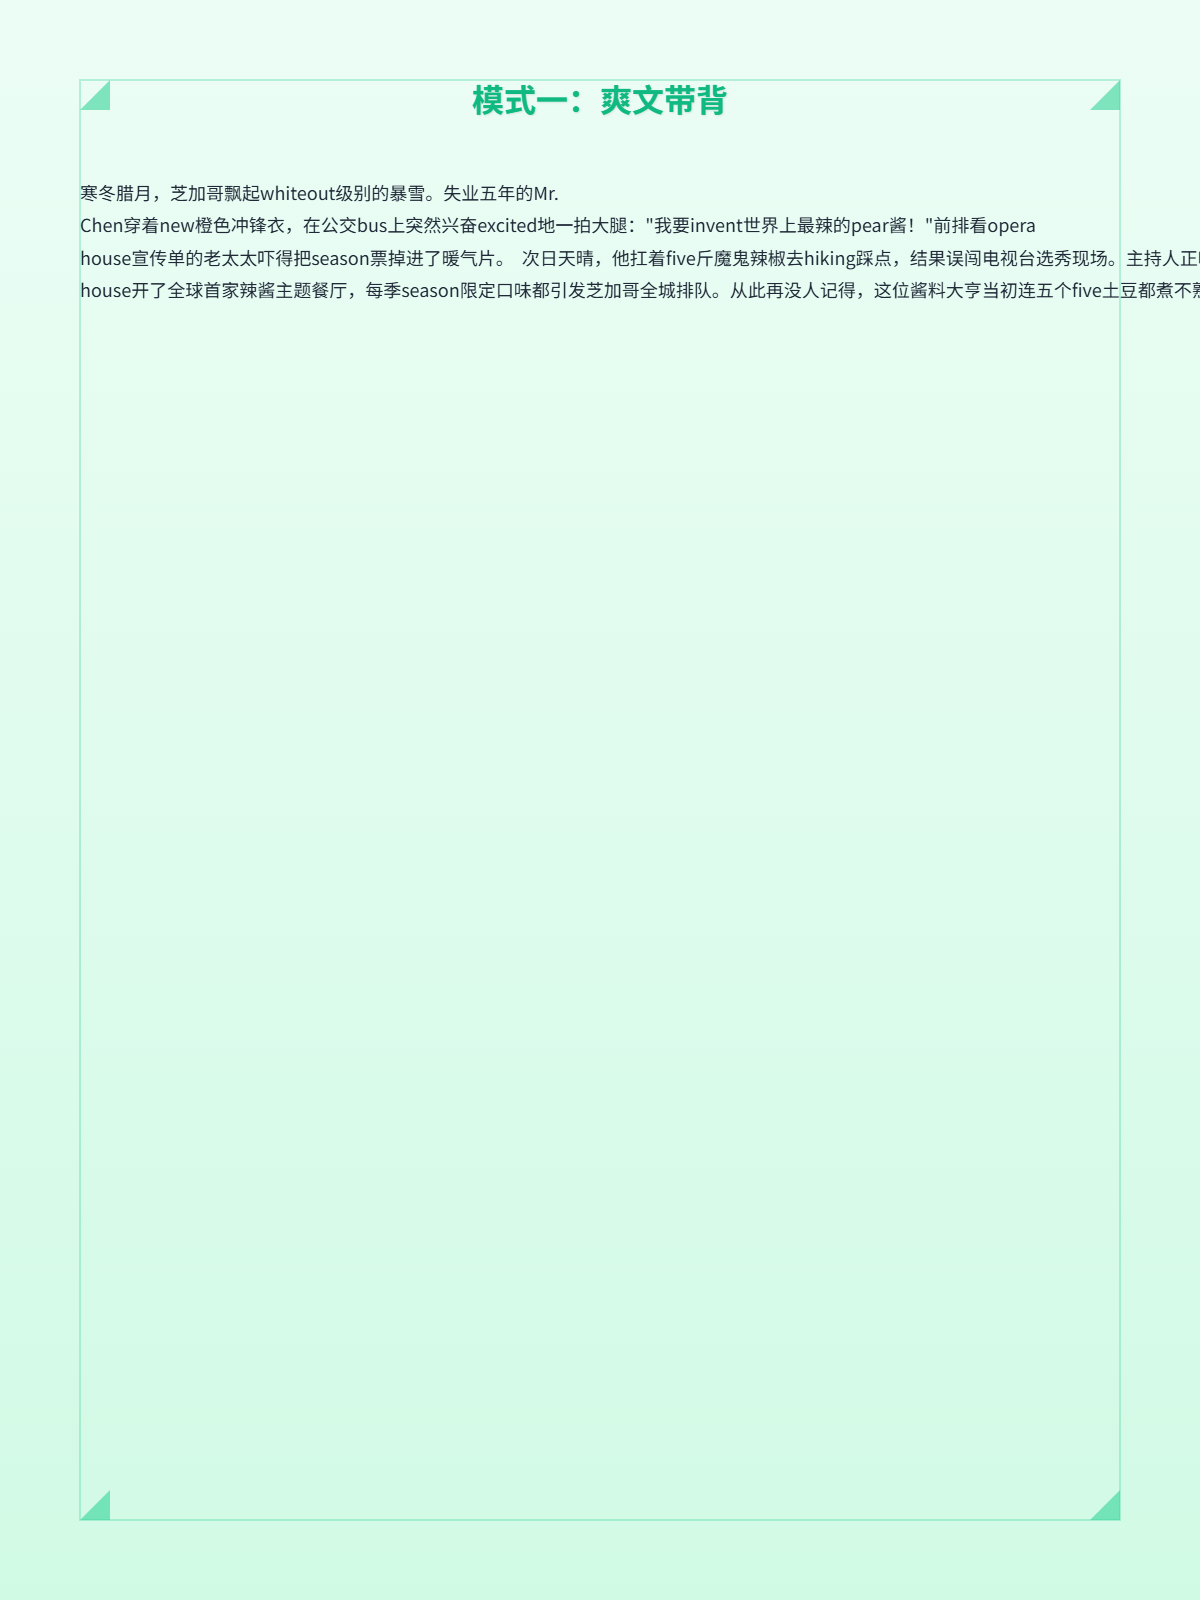 模式一：爽文带背
寒冬腊月，芝加哥飘起whiteout级别的暴雪。失业五年的Mr.
Chen穿着new橙色冲锋衣，在公交bus上突然兴奋excited地一拍大腿："我要invent世界上最辣的pear酱！"前排看opera
house宣传单的老太太吓得把season票掉进了暖气片。 次日天晴，他扛着five斤魔鬼辣椒去hiking踩点，结果误闯电视台选秀现场。主持人正
house开了全球首家辣酱主题餐厅，每季season限定口味都引发芝加哥全城排队。从此再没人记得，这位酱料大亨当初连五个five土豆都煮不熟